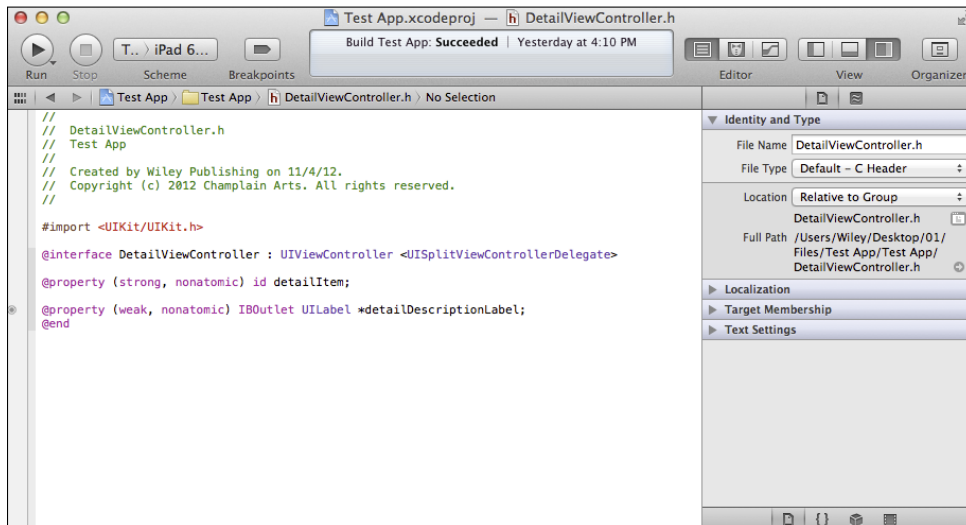 Test App.xcodeproj — h DetailViewController.h
Build Test App: Succeeded | Yesterday at 4:10 PM
T.. › iPad 6...
Run Stop Scheme Breakpoints Editor View Organizer
Test App › Test App › h DetailViewController.h › No Selection
//
// DetailViewController.h
// Test App
//
// Created by Wiley Publishing on 11/4/12.
// Copyright (c) 2012 Champlain Arts. All rights reserved.
//
#import <UIKit/UIKit.h>
@interface DetailViewController : UIViewController <UISplitViewControllerDelegate>
@property (strong, nonatomic) id detailItem;
@property (weak, nonatomic) IBOutlet UILabel *detailDescriptionLabel;
@end
Identity and Type
File Name DetailViewController.h
File Type Default – C Header
Location Relative to Group
DetailViewController.h
Full Path /Users/Wiley/Desktop/01/
Files/Test App/Test App/
DetailViewController.h
Localization
Target Membership
Text Settings
{}